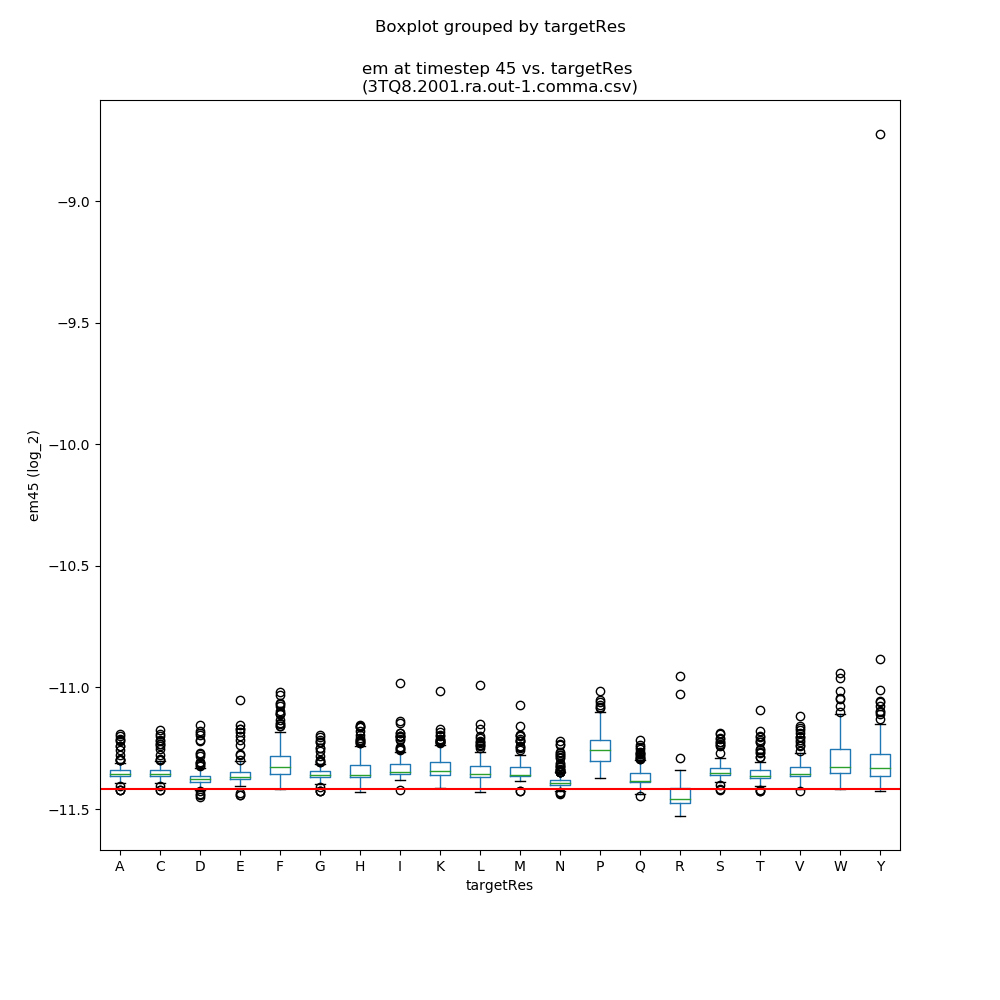 Boxplot grouped by targetRes
em at timestep 45 vs. targetRes
(3TQ8.2001.ra.out-1.comma.csv)
−9.0
−9.5
−10.0
−10.5
−11.0
−11.5
em45 (log_2)
A C D E F G H I K L M N P Q R S T V W Y
targetRes